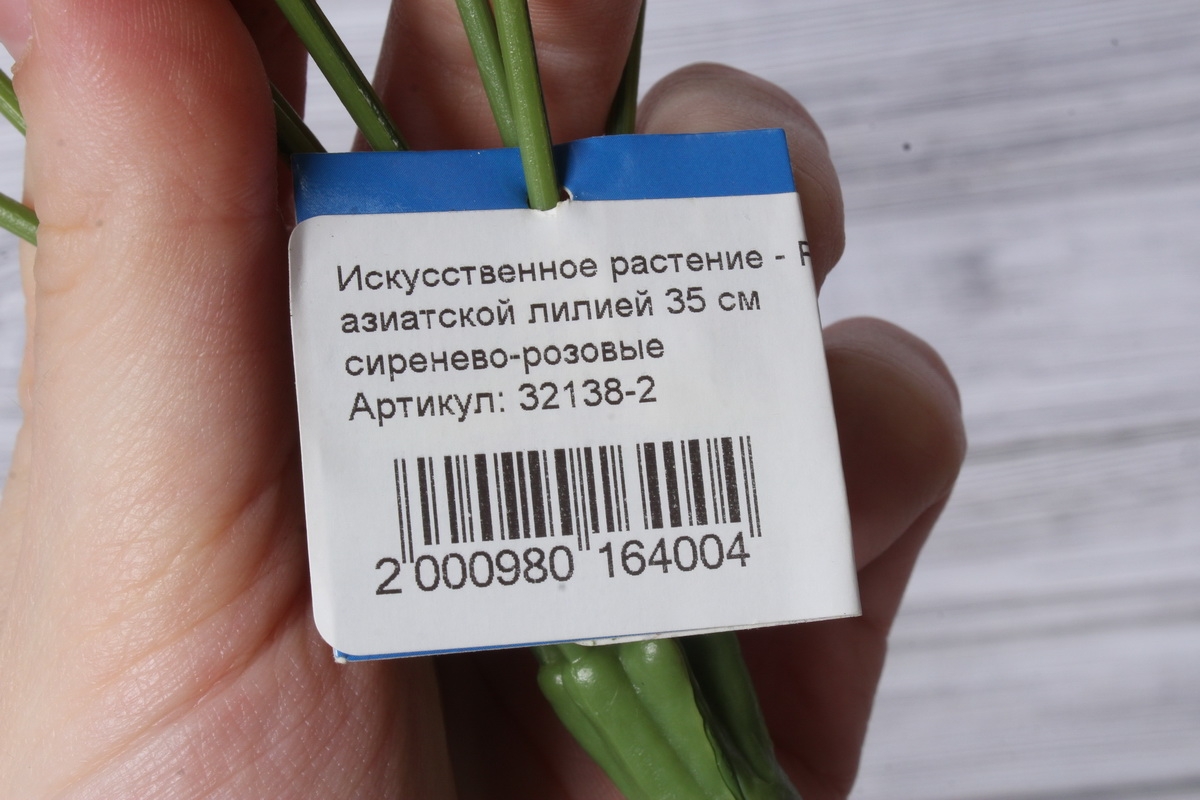 Искусственное растение -
азиатской лилией 35 см
сиренево-розовые
Артикул: 32138-2
2 000980 164004